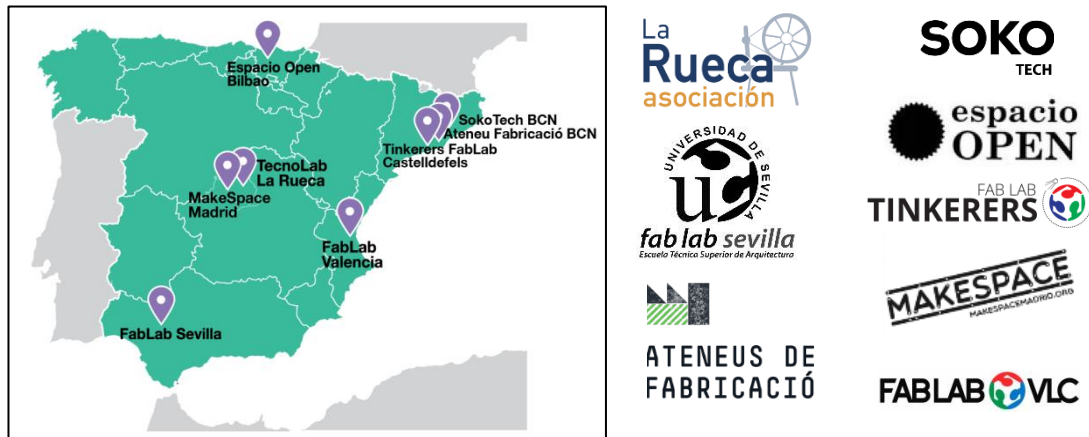 Espacio Open
Bilbao
SokoTech BCN
Ateneu Fabricació BCN
Tinkerers FabLab
Castelldefels
TecnoLab
La Rueca
MakeSpace
Madrid
FabLab
Valencia
FabLab Sevilla
La
Rueca
asociación
SOKO
TECH
UNIVERSIDAD DE SEVILLA
uc
fab lab sevilla
Escuela Técnica Superior de Arquitectura
espacio
OPEN
FAB LAB
TINKERERS
MAKESPACE
MAKESPACEMADRID.ORG
ATENEUS DE
FABRICACIÓ
FABLAB VLC